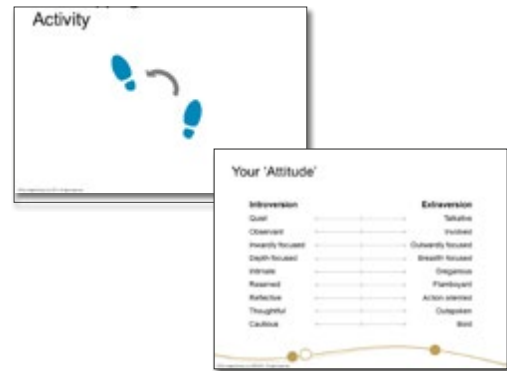 Activity
Your 'Attitude'
Introversion Extraversion
Quiet Talkative
Observant Involved
Inwardly focused Outwardly focused
Depth focused Breadth focused
Intimate Gregarious
Reserved Flamboyant
Reflective Action oriented
Thoughtful Outspoken
Cautious Bold